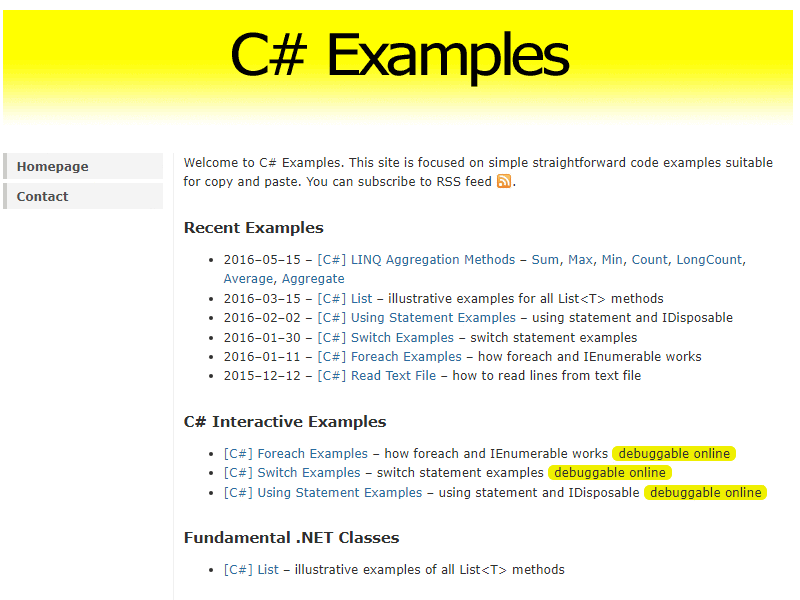 C# Examples
Homepage
Contact
Welcome to C# Examples. This site is focused on simple straightforward code examples suitable
for copy and paste. You can subscribe to RSS feed .
Recent Examples
• 2016–05–15 – [C#] LINQ Aggregation Methods – Sum, Max, Min, Count, LongCount,
Average, Aggregate
• 2016–03–15 – [C#] List – illustrative examples for all List<T> methods
• 2016–02–02 – [C#] Using Statement Examples – using statement and IDisposable
• 2016–01–30 – [C#] Switch Examples – switch statement examples
• 2016–01–11 – [C#] Foreach Examples – how foreach and IEnumerable works
• 2015–12–12 – [C#] Read Text File – how to read lines from text file
C# Interactive Examples
• [C#] Foreach Examples – how foreach and IEnumerable works debuggable online
• [C#] Switch Examples – switch statement examples debuggable online
• [C#] Using Statement Examples – using statement and IDisposable debuggable online
Fundamental .NET Classes
• [C#] List – illustrative examples of all List<T> methods